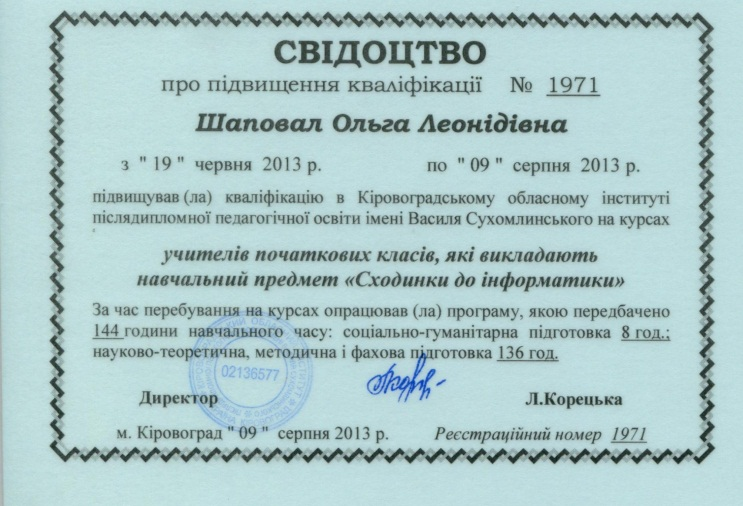 СВІДОЦТВО
про підвищення кваліфікації № 1971
Шаповал Ольга Леонідівна
з " 19 " червня 2013 р. по " 09 " серпня 2013 р.
підвищував (ла) кваліфікацію в Кіровоградському обласному інституті
післядипломної педагогічної освіти імені Василя Сухомлинського на курсах
учителів початкових класів, які викладають
навчальний предмет «Сходинки до інформатики»
За час перебування на курсах опрацював (ла) програму, якою передбачено
144 години навчального часу: соціально-гуманітарна підготовка 8 год.;
науково-теоретична, методична і фахова підготовка 136 год.
02136577
Директор Л.Корецька
м. Кіровоград " 09 " серпня 2013 р. Реєстраційний номер 1971